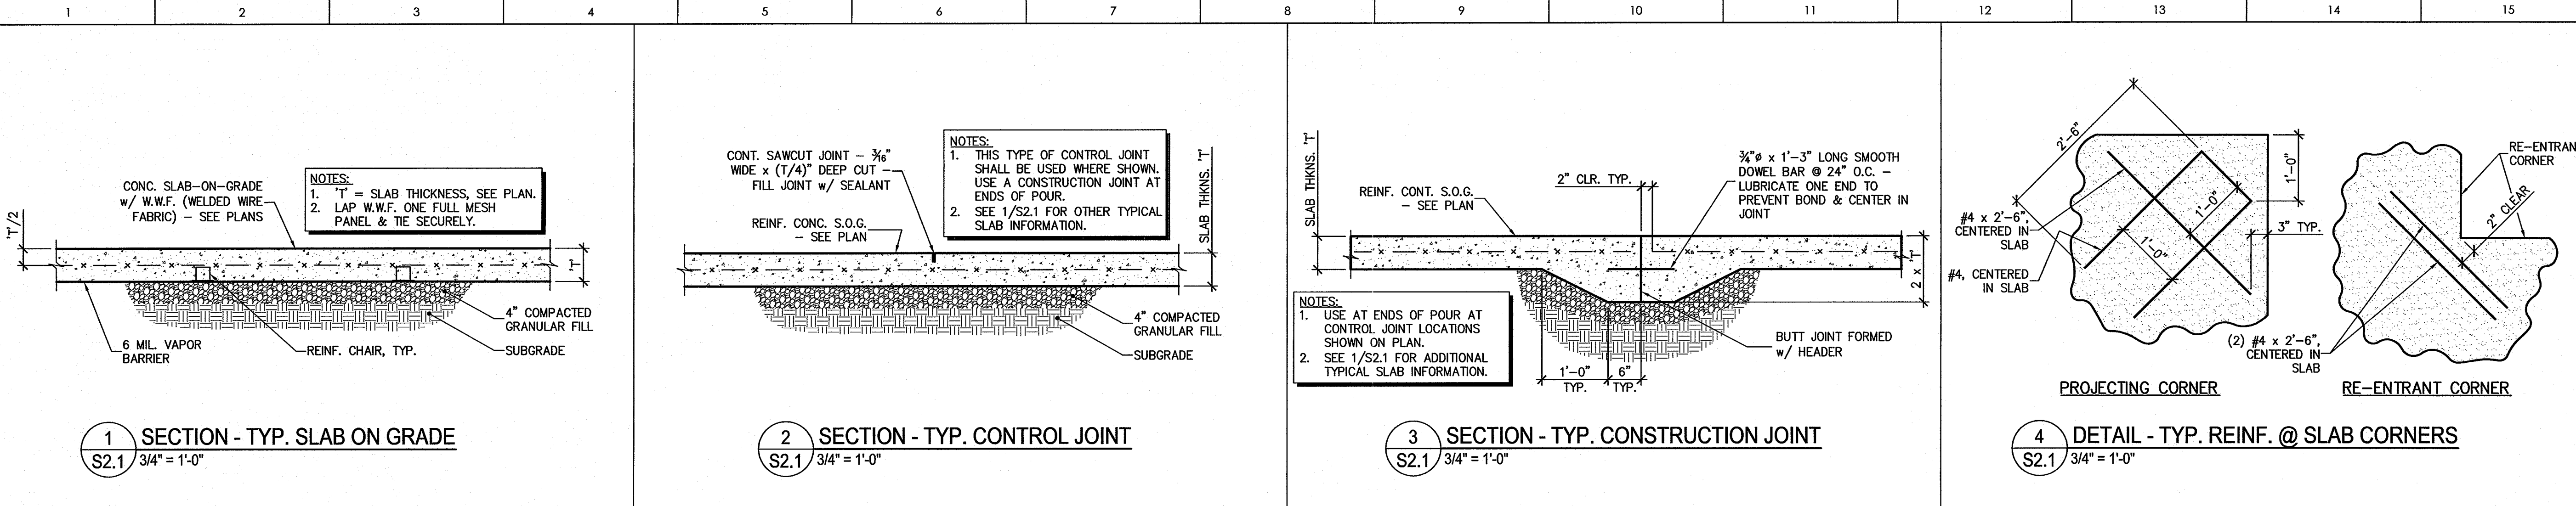 1 2 3 4 5 6 7 8 9 10 11 12 13 14 15
'T'/2
CONC. SLAB-ON-GRADE
w/ W.W.F. (WELDED WIRE
FABRIC) - SEE PLANS
NOTES:
1. 'T' = SLAB THICKNESS, SEE PLAN.
2. LAP W.W.F. ONE FULL MESH
PANEL & TIE SECURELY.
'T'
6 MIL. VAPOR
BARRIER
REINF. CHAIR, TYP.
4" COMPACTED
GRANULAR FILL
SUBGRADE
1
S2.1
SECTION - TYP. SLAB ON GRADE
3/4" = 1'-0"
CONT. SAWCUT JOINT - 3/16"
WIDE x (T/4)" DEEP CUT -
FILL JOINT w/ SEALANT
REINF. CONC. S.O.G.
- SEE PLAN
NOTES:
1. THIS TYPE OF CONTROL JOINT
SHALL BE USED WHERE SHOWN.
USE A CONSTRUCTION JOINT AT
ENDS OF POUR.
2. SEE 1/S2.1 FOR OTHER TYPICAL
SLAB INFORMATION.
SLAB THKNS. 'T'
4" COMPACTED
GRANULAR FILL
SUBGRADE
2
S2.1
SECTION - TYP. CONTROL JOINT
3/4" = 1'-0"
SLAB THKNS. 'T'
REINF. CONT. S.O.G.
- SEE PLAN
2" CLR. TYP.
3/4"ø x 1'-3" LONG SMOOTH
DOWEL BAR @ 24" O.C. -
LUBRICATE ONE END TO
PREVENT BOND & CENTER IN
JOINT
2 x 'T'
NOTES:
1. USE AT ENDS OF POUR AT
CONTROL JOINT LOCATIONS
SHOWN ON PLAN.
2. SEE 1/S2.1 FOR ADDITIONAL
TYPICAL SLAB INFORMATION.
1'-0"
TYP.
6"
TYP.
BUTT JOINT FORMED
w/ HEADER
3
S2.1
SECTION - TYP. CONSTRUCTION JOINT
3/4" = 1'-0"
2'-6"
1'-0"
1'-0"
1'-0"
3" TYP.
#4 x 2'-6",
CENTERED IN
SLAB
#4, CENTERED
IN SLAB
PROJECTING CORNER
RE-ENTRAN
CORNER
2" CLEAR
(2) #4 x 2'-6",
CENTERED IN
SLAB
RE-ENTRANT CORNER
4
S2.1
DETAIL - TYP. REINF. @ SLAB CORNERS
3/4" = 1'-0"